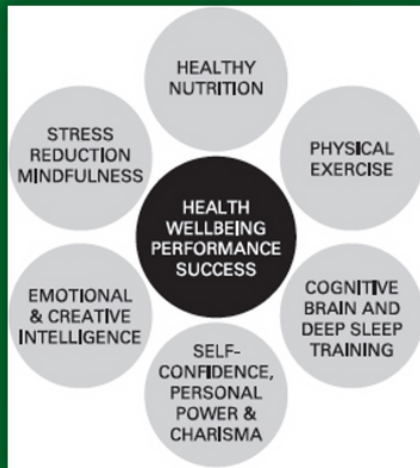 HEALTHY
NUTRITION
STRESS
REDUCTION
MINDFULNESS
PHYSICAL
EXERCISE
HEALTH
WELLBEING
PERFORMANCE
SUCCESS
EMOTIONAL
& CREATIVE
INTELLIGENCE
COGNITIVE
BRAIN AND
DEEP SLEEP
TRAINING
SELF-
CONFIDENCE,
PERSONAL
POWER &
CHARISMA